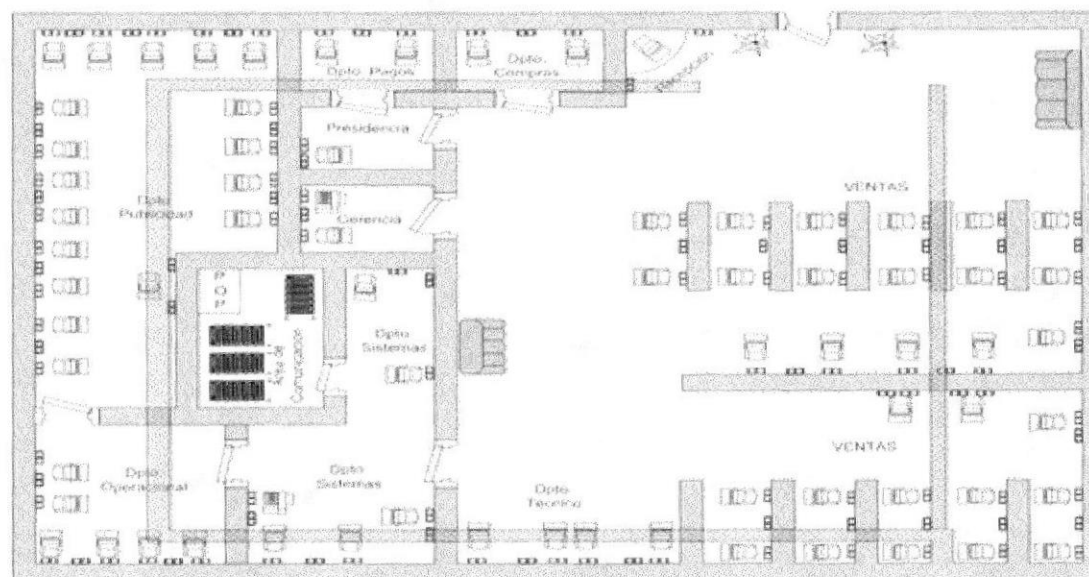 Dpto. Pagos
Dpto.
Compras
Recepción
Presidencia
Dpto
Publicidad
Gerencia
VENTAS
P
O
P
Área de
Comunicación
Dpto
Sistemas
VENTAS
Dpto.
Operacional
Dpto
Sistemas
Dpto
Técnico